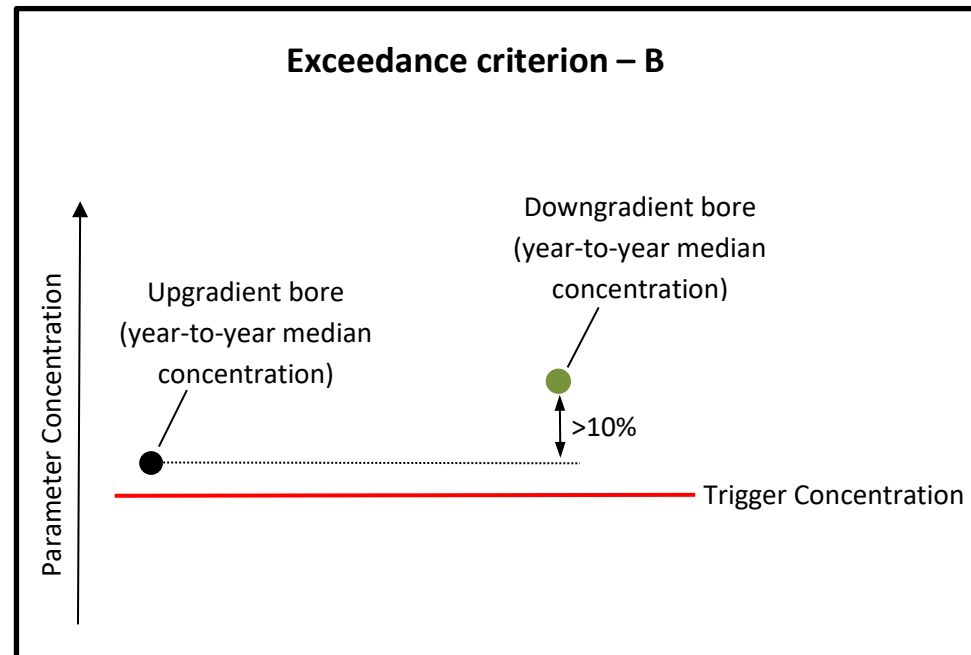 Exceedance criterion – B
Downgradient bore
(year-to-year median
concentration)
Upgradient bore
(year-to-year median
concentration)
>10%
Trigger Concentration
Parameter Concentration